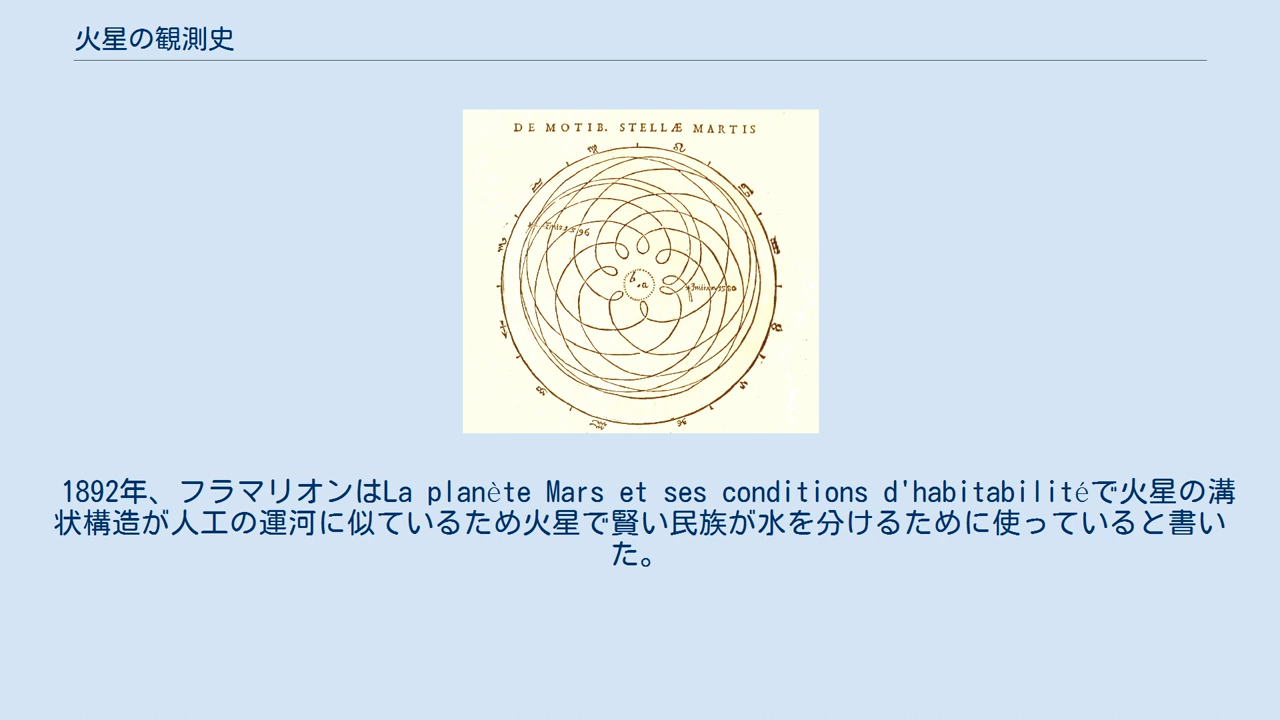 火星の観測史
DE MOTIB. STELLÆ MARTIS
1892年、フラマリオンはLa planète Mars et ses conditions d'habitabilitéで火星の溝
状構造が人工の運河に似ているため火星で賢い民族が水を分けるために使っていると書い
た。